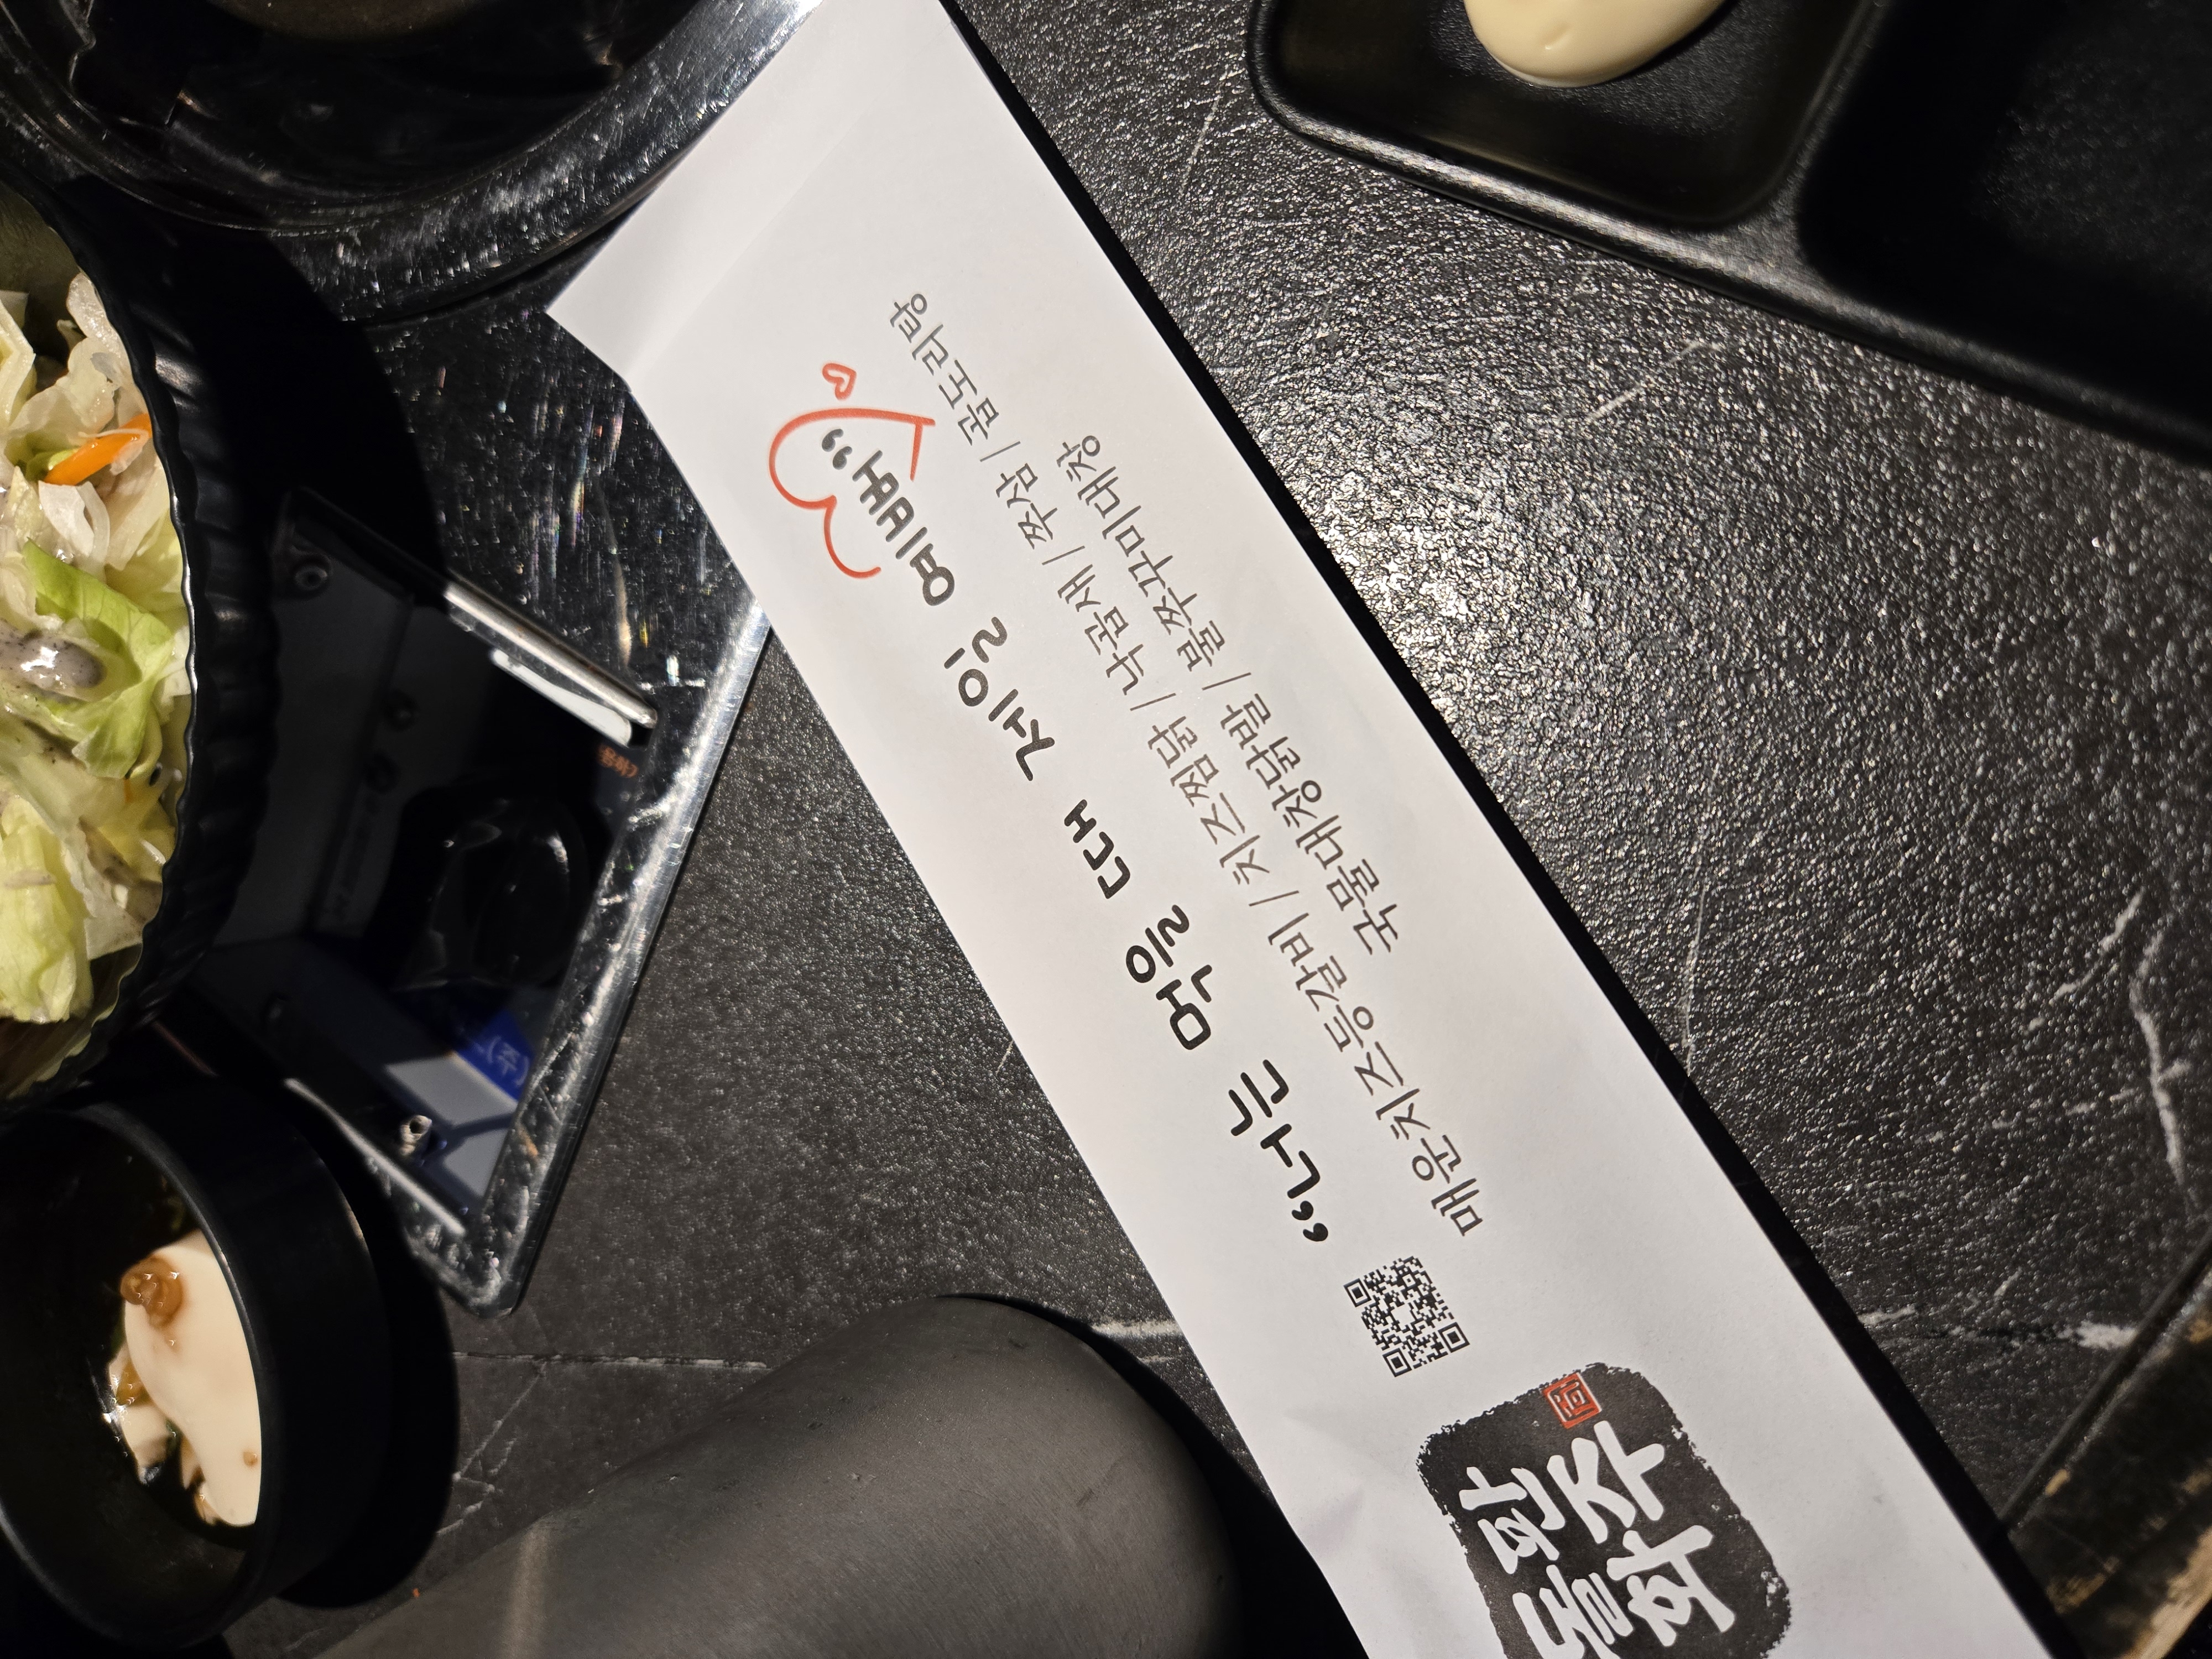 “너는 먹을 때 제일 예뻐”
매운치즈등갈비 / 치즈찜닭 / 낙곱새 / 쭈삼 / 곱도리탕
국물대창닭발 / 불쭈꾸미대창
돌판
화주